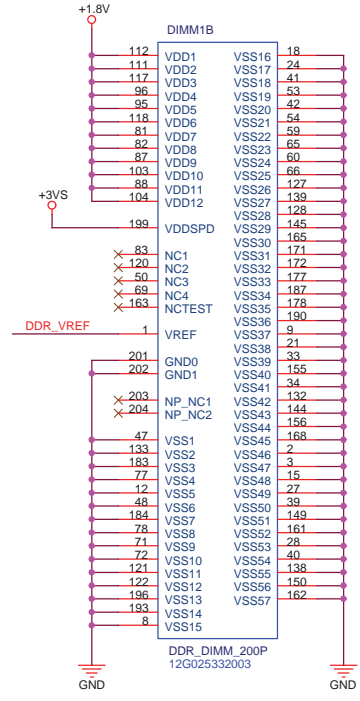 +1.8V
DIMM1B
112 VDD1 VSS16 18
111 VDD2 VSS17 24
117 VDD3 VSS18 41
96 VDD4 VSS19 53
95 VDD5 VSS20 42
118 VDD6 VSS21 54
81 VDD7 VSS22 59
82 VDD8 VSS23 65
87 VDD9 VSS24 60
103 VDD10 VSS25 66
88 VDD11 VSS26 127
104 VDD12 VSS27 139
+3VS
VSS28 128
199 VDDSPD VSS29 145
VSS30 165
83 NC1 VSS31 171
120 NC2 VSS32 172
50 NC3 VSS33 177
69 NC4 VSS34 187
163 NCTEST VSS35 178
VSS36 190
DDR_VREF 1 VREF VSS37 9
VSS38 21
201 GND0 VSS39 33
202 GND1 VSS40 155
VSS41 34
203 NP_NC1 VSS42 132
204 NP_NC2 VSS43 144
VSS44 156
47 VSS1 VSS45 168
133 VSS2 VSS46 2
183 VSS3 VSS47 3
77 VSS4 VSS48 15
12 VSS5 VSS49 27
48 VSS6 VSS50 39
184 VSS7 VSS51 149
78 VSS8 VSS52 161
71 VSS9 VSS53 28
72 VSS10 VSS54 40
121 VSS11 VSS55 138
122 VSS12 VSS56 150
196 VSS13 VSS57 162
193 VSS14
8 VSS15
DDR_DIMM_200P
12G025332003
GND GND